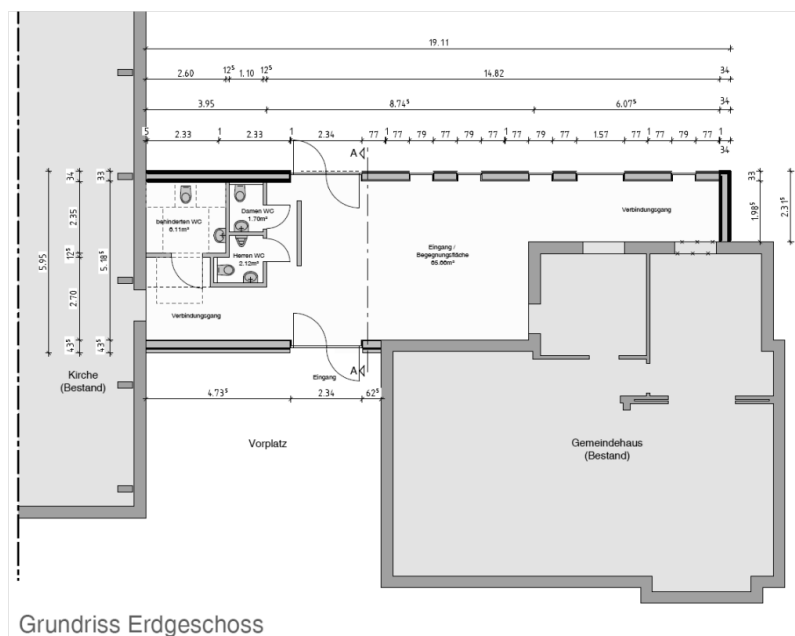 19.11
2.60 12⁵ 1.10 12⁵ 14.82 34
3.95 8.74⁵ 6.07⁵ 34
5 2.33 1 2.33 1 2.34 77 1 77 79 77 1 77 79 77 1.57 77 1 77 79 77 1
34
A
34 33 33
2.35
1.98⁵ 2.31⁵
5.95 12⁵ 5.18⁵
2.70
43⁵ 43⁵
behinderten WC
6.11m²
Damen WC
1.70m²
Herren WC
2.12m²
Verbindungsgang
Eingang /
Begegnungsfläche
65.66m²
Verbindungsgang
Kirche
(Bestand)
Eingang
A
4.73⁵ 2.34 62⁵
Vorplatz
Gemeindehaus
(Bestand)
Grundriss Erdgeschoss